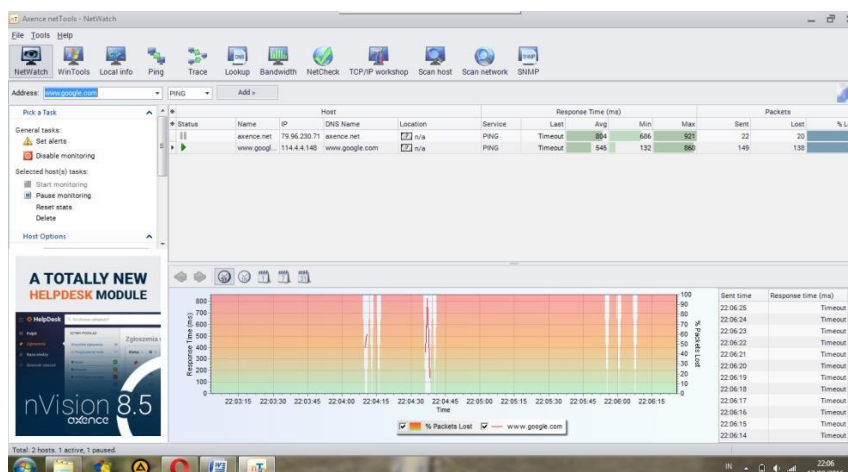 Axence netTools - NetWatch
File Tools Help
NetWatch WinTools Local info Ping Trace Lookup Bandwidth NetCheck TCP/IP workshop Scan host Scan network SNMP
Address: www.google.com PING Add »
Pick a Task
General tasks:
Set alerts
Disable monitoring
Selected host(s) tasks:
Start monitoring
Pause monitoring
Reset stats
Delete
Host Options
Host Response Time (ms) Packets
Status Name IP DNS Name Location Service Last Avg Min Max Sent Lost % L
axence.net 79.96.230.71 axence.net n/a PING Timeout 804 686 921 22 20
www.googl... 114.4.4.148 www.google.com n/a PING Timeout 545 132 860 149 138
A TOTALLY NEW
HELPDESK MODULE
HelpDesk
Zgłoszenia
nVision 8.5
axence
Response Time (ms)
800
700
600
500
400
300
200
100
0
100
90
80
70
60
50
40
30
20
10
0
% Packets Lost
22:03:15 22:03:30 22:03:45 22:04:00 22:04:15 22:04:30 22:04:45 22:05:00 22:05:15 22:05:30 22:05:45 22:06:00 22:06:15
Time
% Packets Lost www.google.com
Sent time Response time (ms)
22:06:25 Timeout
22:06:24 Timeout
22:06:23 Timeout
22:06:22 Timeout
22:06:21 Timeout
22:06:20 Timeout
22:06:19 Timeout
22:06:18 Timeout
22:06:17 Timeout
22:06:16 Timeout
22:06:15 Timeout
22:06:14 Timeout
Total: 2 hosts. 1 active, 1 paused.
IN 22:06